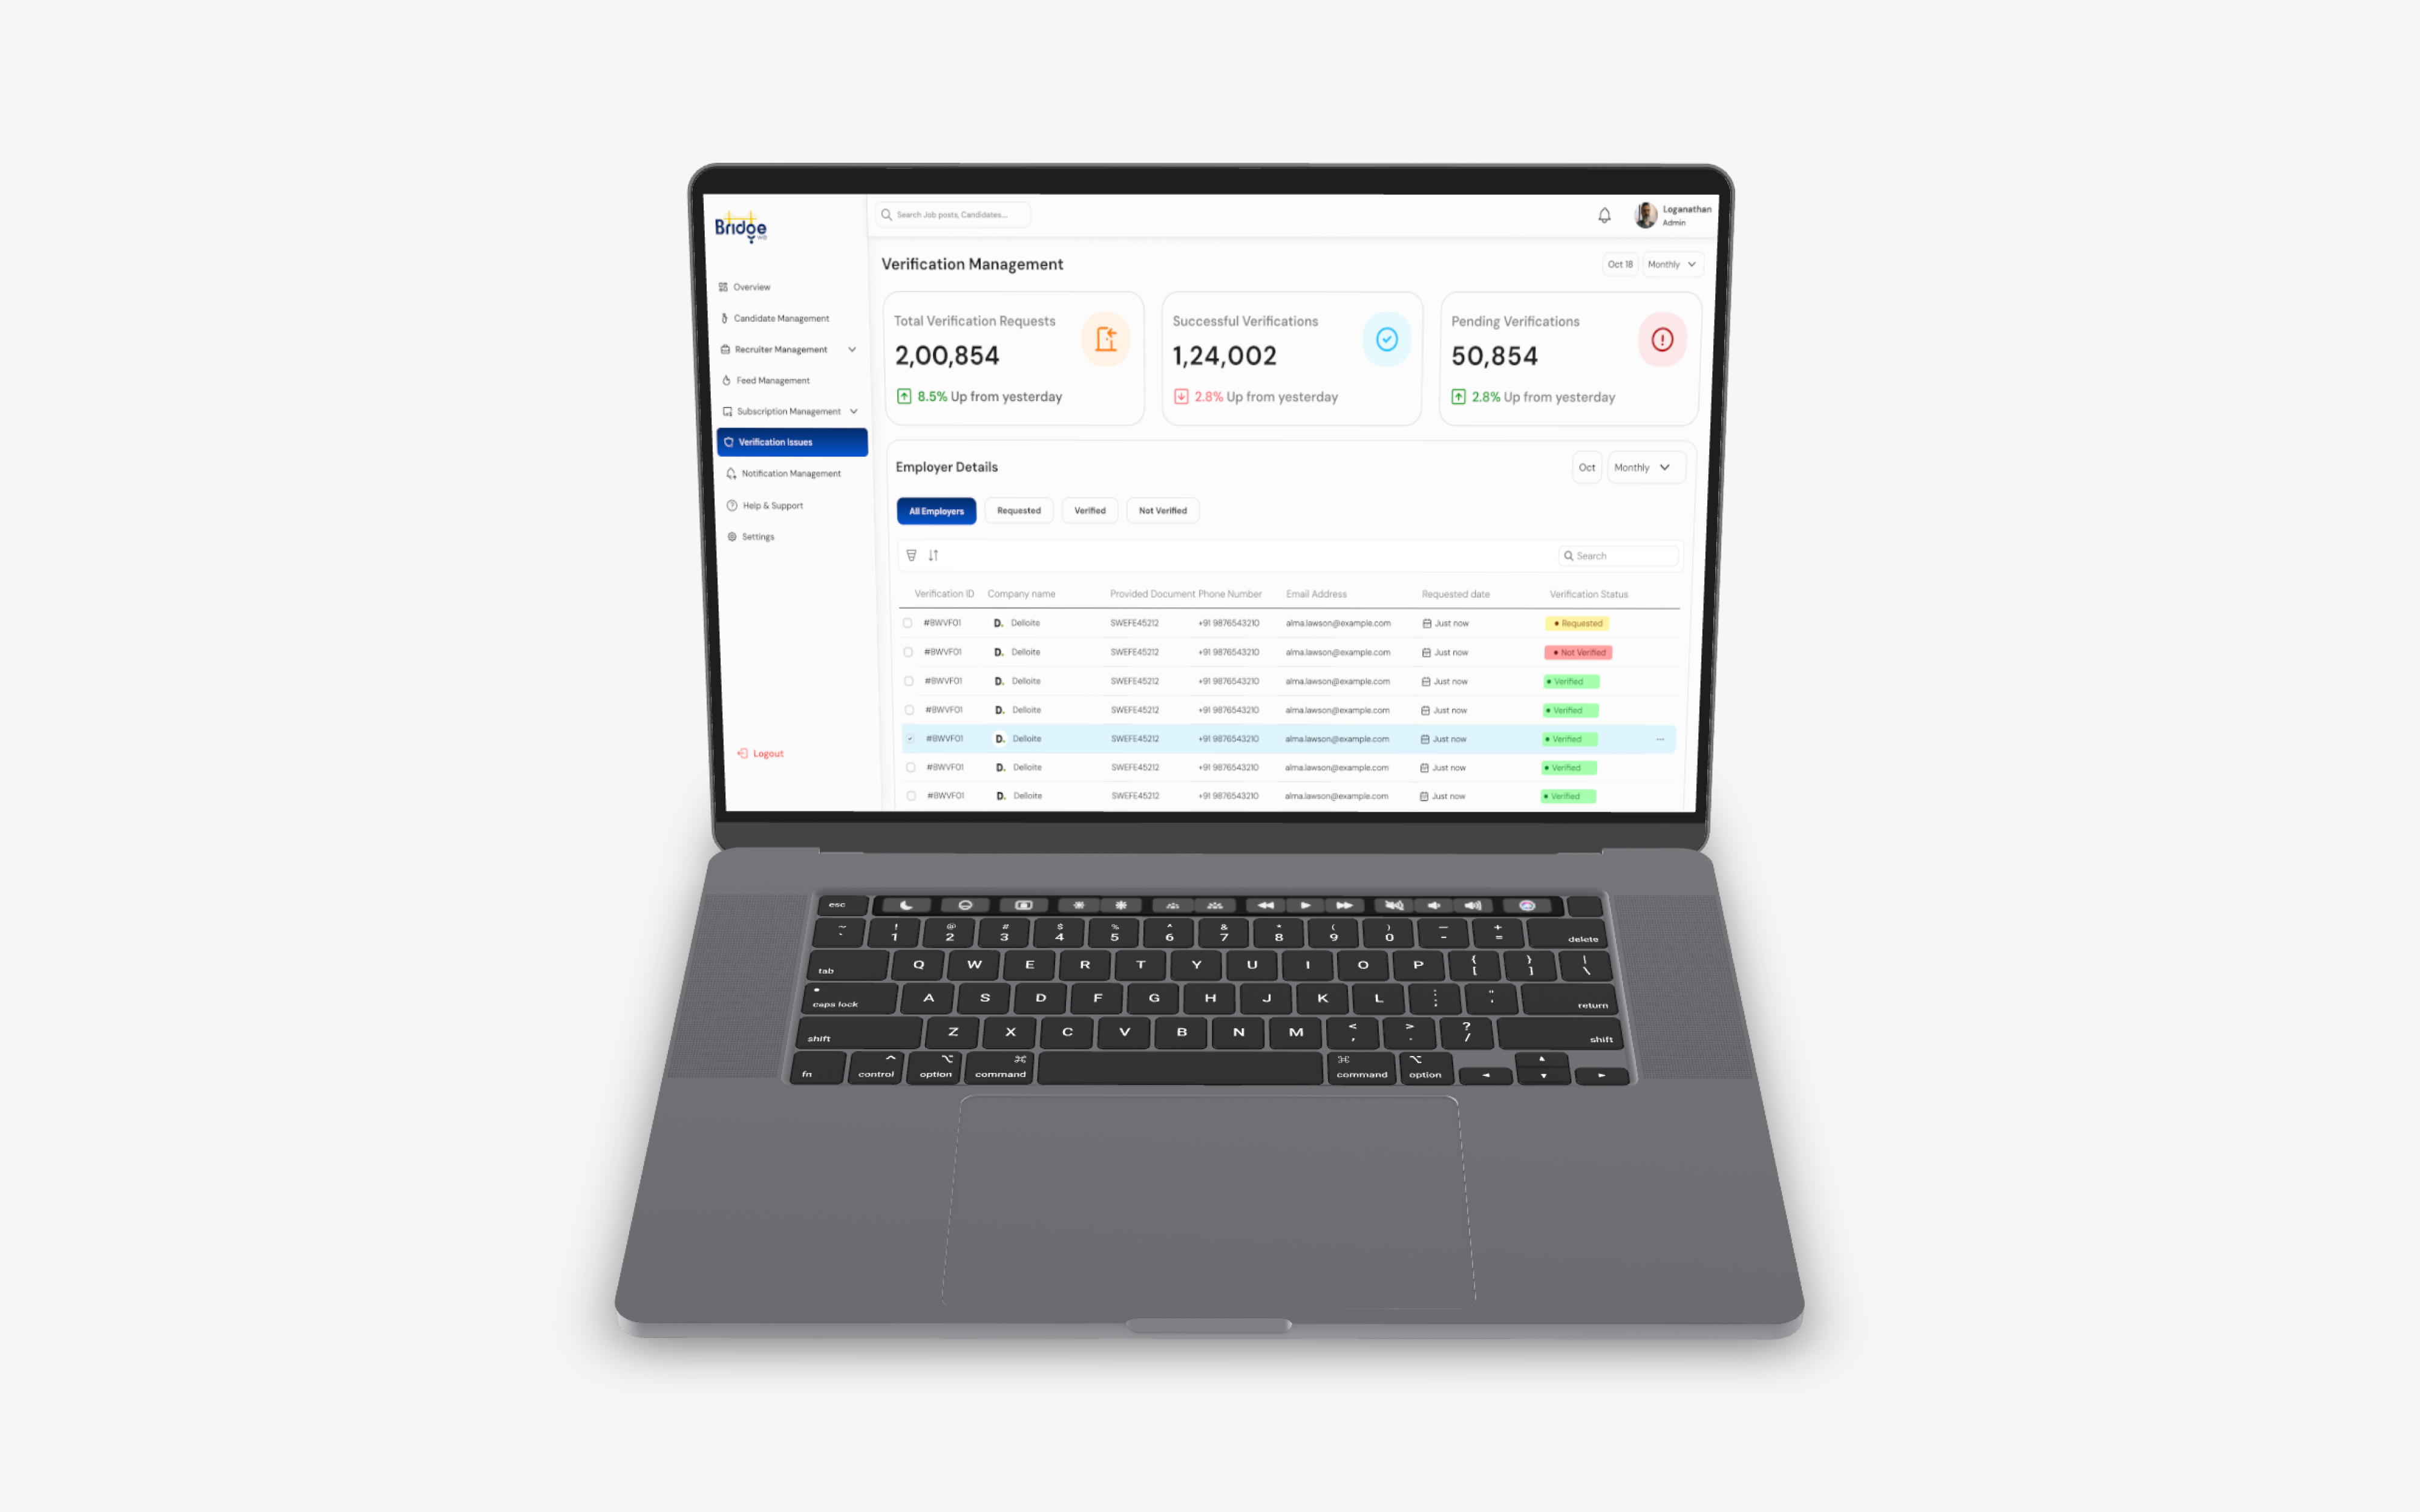 Bridge
Search Job posts, Candidates...
Loganathan
Admin
Overview
Candidate Management
Recruiter Management
Feed Management
Subscription Management
Verification Issues
Notification Management
Help & Support
Settings
Logout
Verification Management
Oct 18
Monthly
Total Verification Requests
2,00,854
8.5% Up from yesterday
Successful Verifications
1,24,002
2.8% Up from yesterday
Pending Verifications
50,854
2.8% Up from yesterday
Employer Details
Oct
Monthly
All Employers Requested Verified Not Verified
Search
Verification ID Company name Provided Document Phone Number Email Address Requested date Verification Status
#BWVF01 D. Delloite SWEFE45212 +91 9876543210 alma.lawson@example.com Just now Requested
#BWVF01 D. Delloite SWEFE45212 +91 9876543210 alma.lawson@example.com Just now Not Verified
#BWVF01 D. Delloite SWEFE45212 +91 9876543210 alma.lawson@example.com Just now Verified
#BWVF01 D. Delloite SWEFE45212 +91 9876543210 alma.lawson@example.com Just now Verified
#BWVF01 D. Delloite SWEFE45212 +91 9876543210 alma.lawson@example.com Just now Verified ...
#BWVF01 D. Delloite SWEFE45212 +91 9876543210 alma.lawson@example.com Just now Verified
#BWVF01 D. Delloite SWEFE45212 +91 9876543210 alma.lawson@example.com Just now Verified
esc
~ ! @ # $ % ^ & * ( ) — +
` 1 2 3 4 5 6 7 8 9 0 - = delete
tab Q W E R T Y U I O P { [ } ] | \
caps lock A S D F G H J K L : ; " ' return
shift Z X C V B N M < , > . ? / shift
fn control option command command option